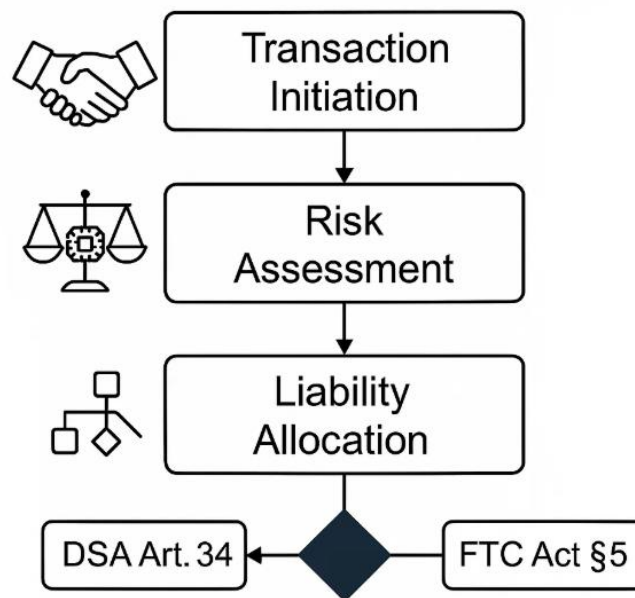 Transaction
Initiation
Risk
Assessment
Liability
Allocation
DSA Art. 34
FTC Act §5